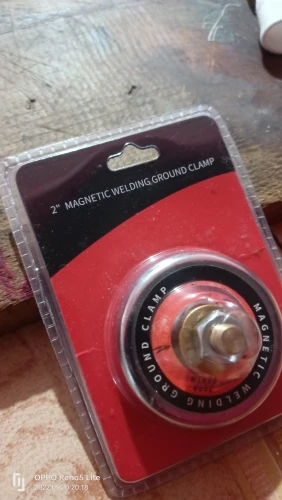 2" MAGNETIC WELDING GROUND CLAMP
MAGNETIC WELDING GROUND CLAMP
OPPO Reno5 Lite